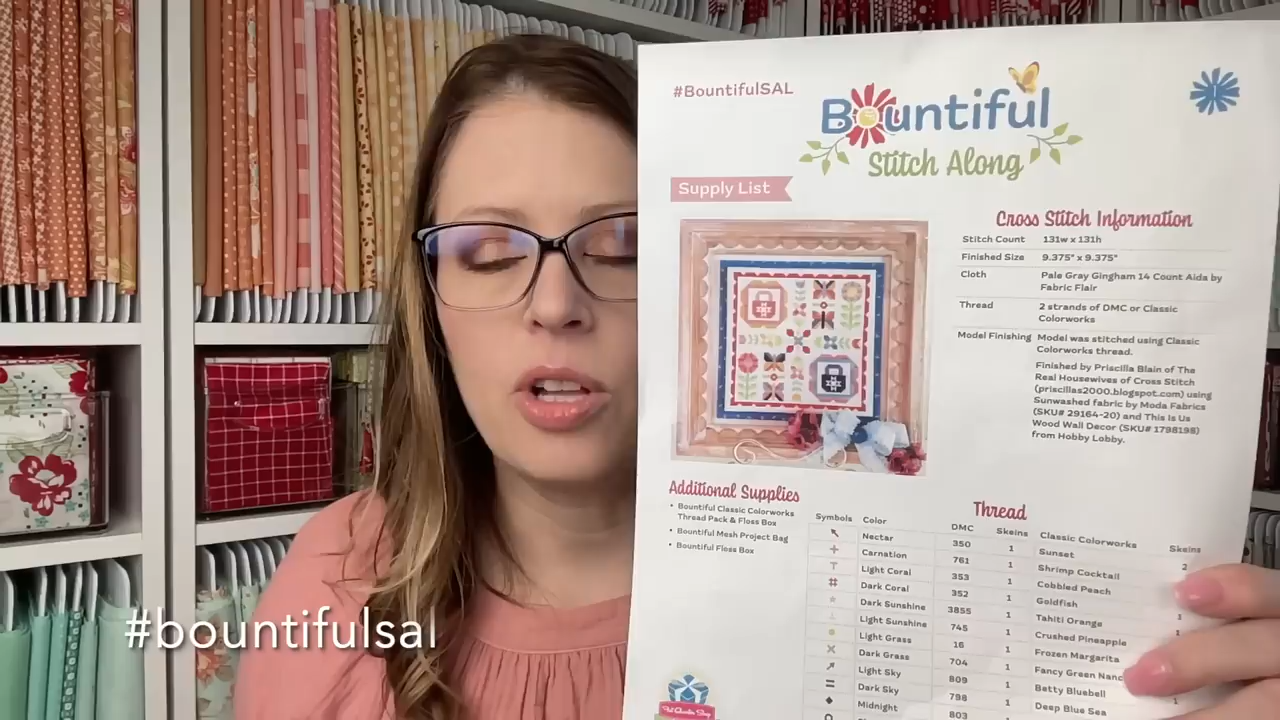 #BountifulSAL
Bountiful
Stitch Along
Supply List
Cross Stitch Information
Stitch Count 131w x 131h
Finished Size 9.375" x 9.375"
Cloth Pale Gray Gingham 14 Count Aida by
Fabric Flair
Thread 2 strands of DMC or Classic
Colorworks
Model Finishing Model was stitched using Classic
Colorworks thread.
Finished by Priscilla Blain of The
Real Housewives of Cross Stitch
(priscillas2000.blogspot.com) using
Sunwashed fabric by Moda Fabrics
(SKU# 29164-20) and This Is Us
Wood Wall Decor (SKU# 1798198)
from Hobby Lobby.
Additional Supplies
• Bountiful Classic Colorworks
Thread Pack & Floss Box
• Bountiful Mesh Project Bag
• Bountiful Floss Box
Thread
Symbols Color DMC Skeins Classic Colorworks Skeins
Nectar 350 1 Sunset 2
Carnation 761 1 Shrimp Cocktail
Light Coral 353 1 Cobbled Peach
Dark Coral 352 1 Goldfish
Dark Sunshine 3855 1 Tahiti Orange
Light Sunshine 745 1 Crushed Pineapple
Light Grass 16 1 Frozen Margarita
Dark Grass 704 1 Fancy Green
Light Sky 809 1 Betty Bluebell
Dark Sky 798 1 Deep Blue Sea
Midnight 803
Fat Quarter Shop
#bountifulsal